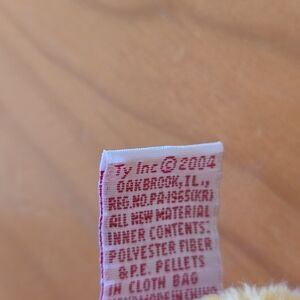 Ty Inc © 2004
OAKBROOK, IL.,
REG.NO.PA-1965(KR)
ALL NEW MATERIAL
INNER CONTENTS:
POLYESTER FIBER
& P.E. PELLETS
IN CLOTH BAG